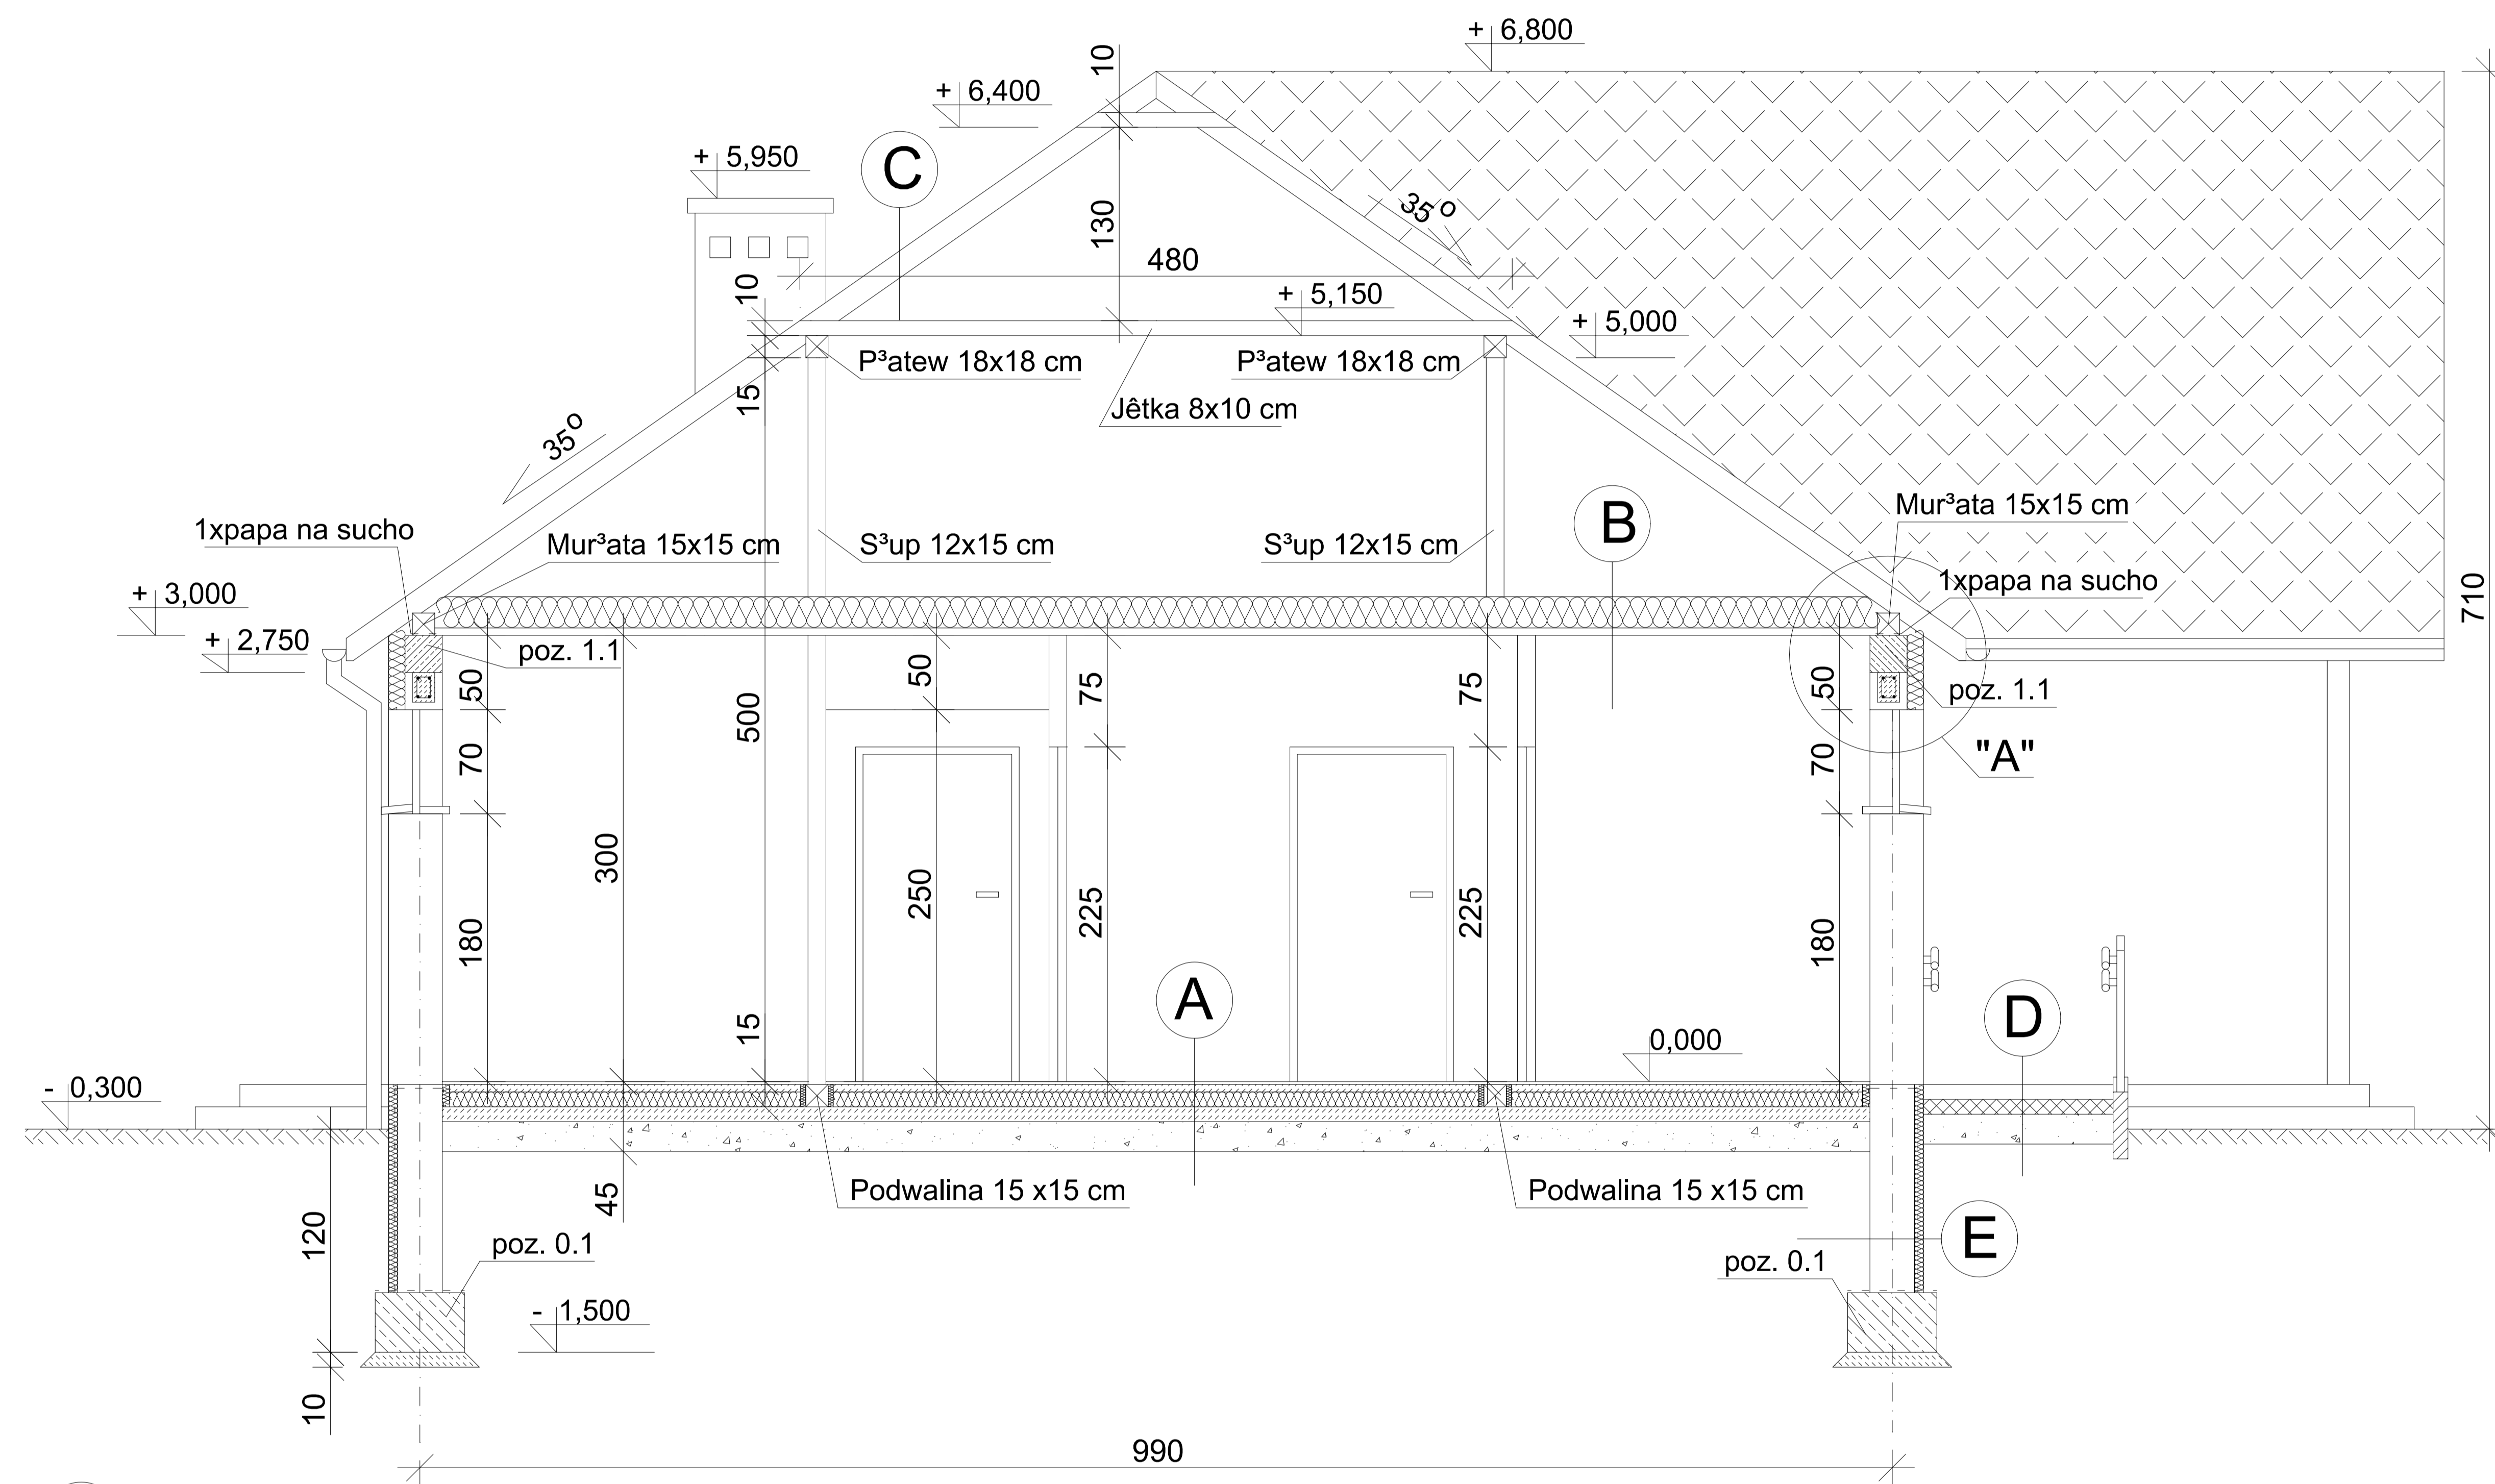 + 6,800
10
+ 6,400
+ 5,950
C
130
35º
480
10
+ 5,150
+ 5,000
P³atew 18x18 cm
P³atew 18x18 cm
15
Jêtka 8x10 cm
35º
1xpapa na sucho
Mur³ata 15x15 cm
S³up 12x15 cm
S³up 12x15 cm
B
Mur³ata 15x15 cm
1xpapa na sucho
+ 3,000
710
+ 2,750
poz. 1.1
50
50
75
75
50
poz. 1.1
500
70
70
"A"
300
250
225
225
180
180
A
D
15
0,000
- 0,300
Podwalina 15 x15 cm
Podwalina 15 x15 cm
45
120
poz. 0.1
E
poz. 0.1
- 1,500
10
990